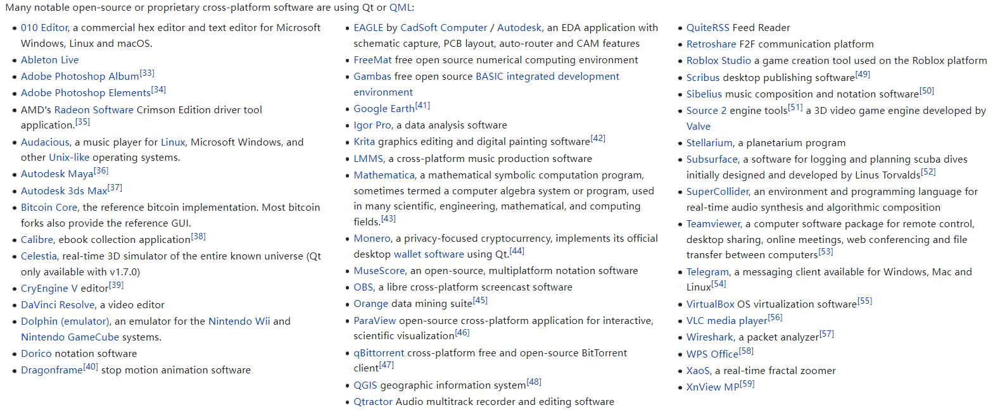 Many notable open-source or proprietary cross-platform software are using Qt or QML:
• 010 Editor, a commercial hex editor and text editor for Microsoft
Windows, Linux and macOS.
• Ableton Live
• Adobe Photoshop Album[33]
• Adobe Photoshop Elements[34]
• AMD's Radeon Software Crimson Edition driver tool
application.[35]
• Audacious, a music player for Linux, Microsoft Windows, and
other Unix-like operating systems.
• Autodesk Maya[36]
• Autodesk 3ds Max[37]
• Bitcoin Core, the reference bitcoin implementation. Most bitcoin
forks also provide the reference GUI.
• Calibre, ebook collection application[38]
• Celestia, real-time 3D simulator of the entire known universe (Qt
only available with v1.7.0)
• CryEngine V editor[39]
• DaVinci Resolve, a video editor
• Dolphin (emulator), an emulator for the Nintendo Wii and
Nintendo GameCube systems.
• Dorico notation software
• Dragonframe[40] stop motion animation software
• EAGLE by CadSoft Computer / Autodesk, an EDA application with
schematic capture, PCB layout, auto-router and CAM features
• FreeMat free open source numerical computing environment
• Gambas free open source BASIC integrated development
environment
• Google Earth[41]
• Igor Pro, a data analysis software
• Krita graphics editing and digital painting software[42]
• LMMS, a cross-platform music production software
• Mathematica, a mathematical symbolic computation program,
sometimes termed a computer algebra system or program, used
in many scientific, engineering, mathematical, and computing
fields.[43]
• Monero, a privacy-focused cryptocurrency, implements its official
desktop wallet software using Qt.[44]
• MuseScore, an open-source, multiplatform notation software
• OBS, a libre cross-platform screencast software
• Orange data mining suite[45]
• ParaView open-source cross-platform application for interactive,
scientific visualization[46]
• qBittorrent cross-platform free and open-source BitTorrent
client[47]
• QGIS geographic information system[48]
• Qtractor Audio multitrack recorder and editing software
• QuiteRSS Feed Reader
• Retroshare F2F communication platform
• Roblox Studio a game creation tool used on the Roblox platform
• Scribus desktop publishing software[49]
• Sibelius music composition and notation software[50]
• Source 2 engine tools[51] a 3D video game engine developed by
Valve
• Stellarium, a planetarium program
• Subsurface, a software for logging and planning scuba dives
initially designed and developed by Linus Torvalds[52]
• SuperCollider, an environment and programming language for
real-time audio synthesis and algorithmic composition
• Teamviewer, a computer software package for remote control,
desktop sharing, online meetings, web conferencing and file
transfer between computers[53]
• Telegram, a messaging client available for Windows, Mac and
Linux[54]
• VirtualBox OS virtualization software[55]
• VLC media player[56]
• Wireshark, a packet analyzer[57]
• WPS Office[58]
• XaoS, a real-time fractal zoomer
• XnView MP[59]